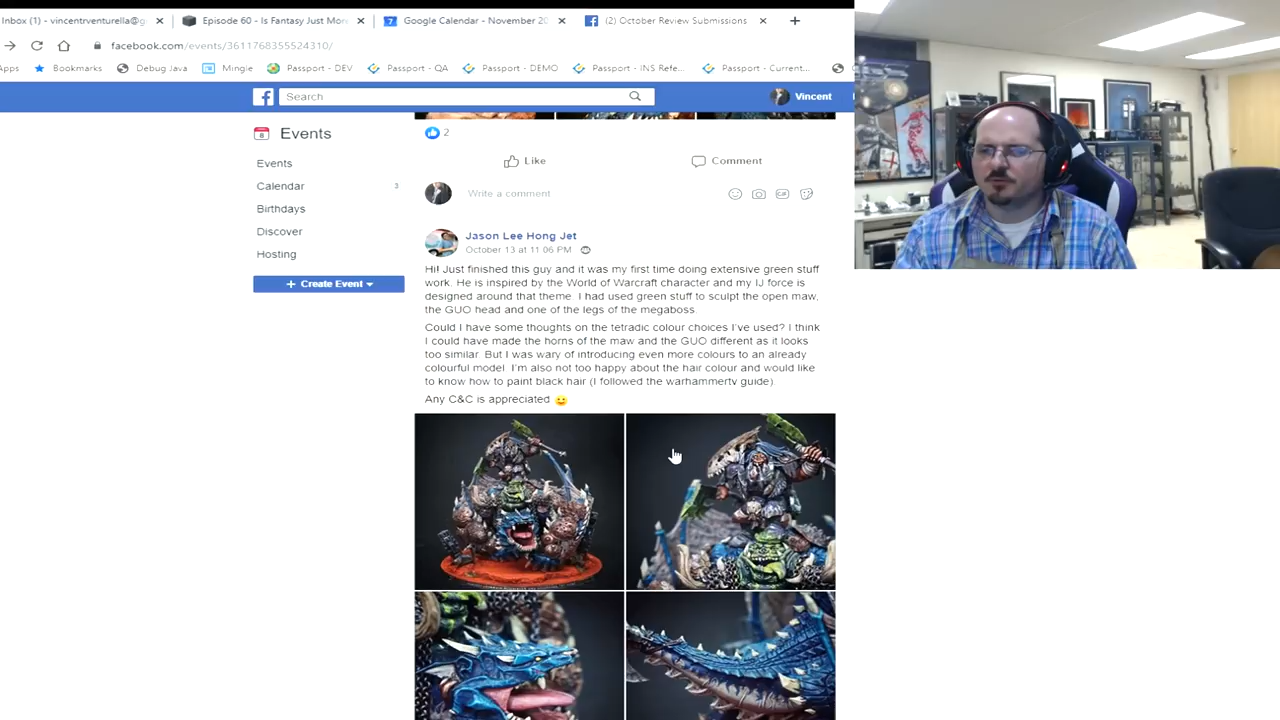 Inbox (1) - vincentrventurella@g
Episode 60 - Is Fantasy Just More
Google Calendar - November 20
(2) October Review Submissions
facebook.com/events/3611768355524310/
Apps
Bookmarks
Debug Java
Mingle
Passport - DEV
Passport - QA
Passport - DEMO
Passport - INS Refe...
Passport - Current...
Search
Vincent
Events
Events
Calendar
3
Birthdays
Discover
Hosting
Create Event
2
Like
Comment
Write a comment
Jason Lee Hong Jet
October 13 at 11:06 PM
Hi! Just finished this guy and it was my first time doing extensive green stuff
work. He is inspired by the World of Warcraft character and my IJ force is
designed around that theme. I had used green stuff to sculpt the open maw,
the GUO head and one of the legs of the megaboss.
Could I have some thoughts on the tetradic colour choices I've used? I think
I could have made the horns of the maw and the GUO different as it looks
too similar. But I was wary of introducing even more colours to an already
colourful model. I'm also not too happy about the hair colour and would like
to know how to paint black hair (I followed the warhammertv guide).
Any C&C is appreciated